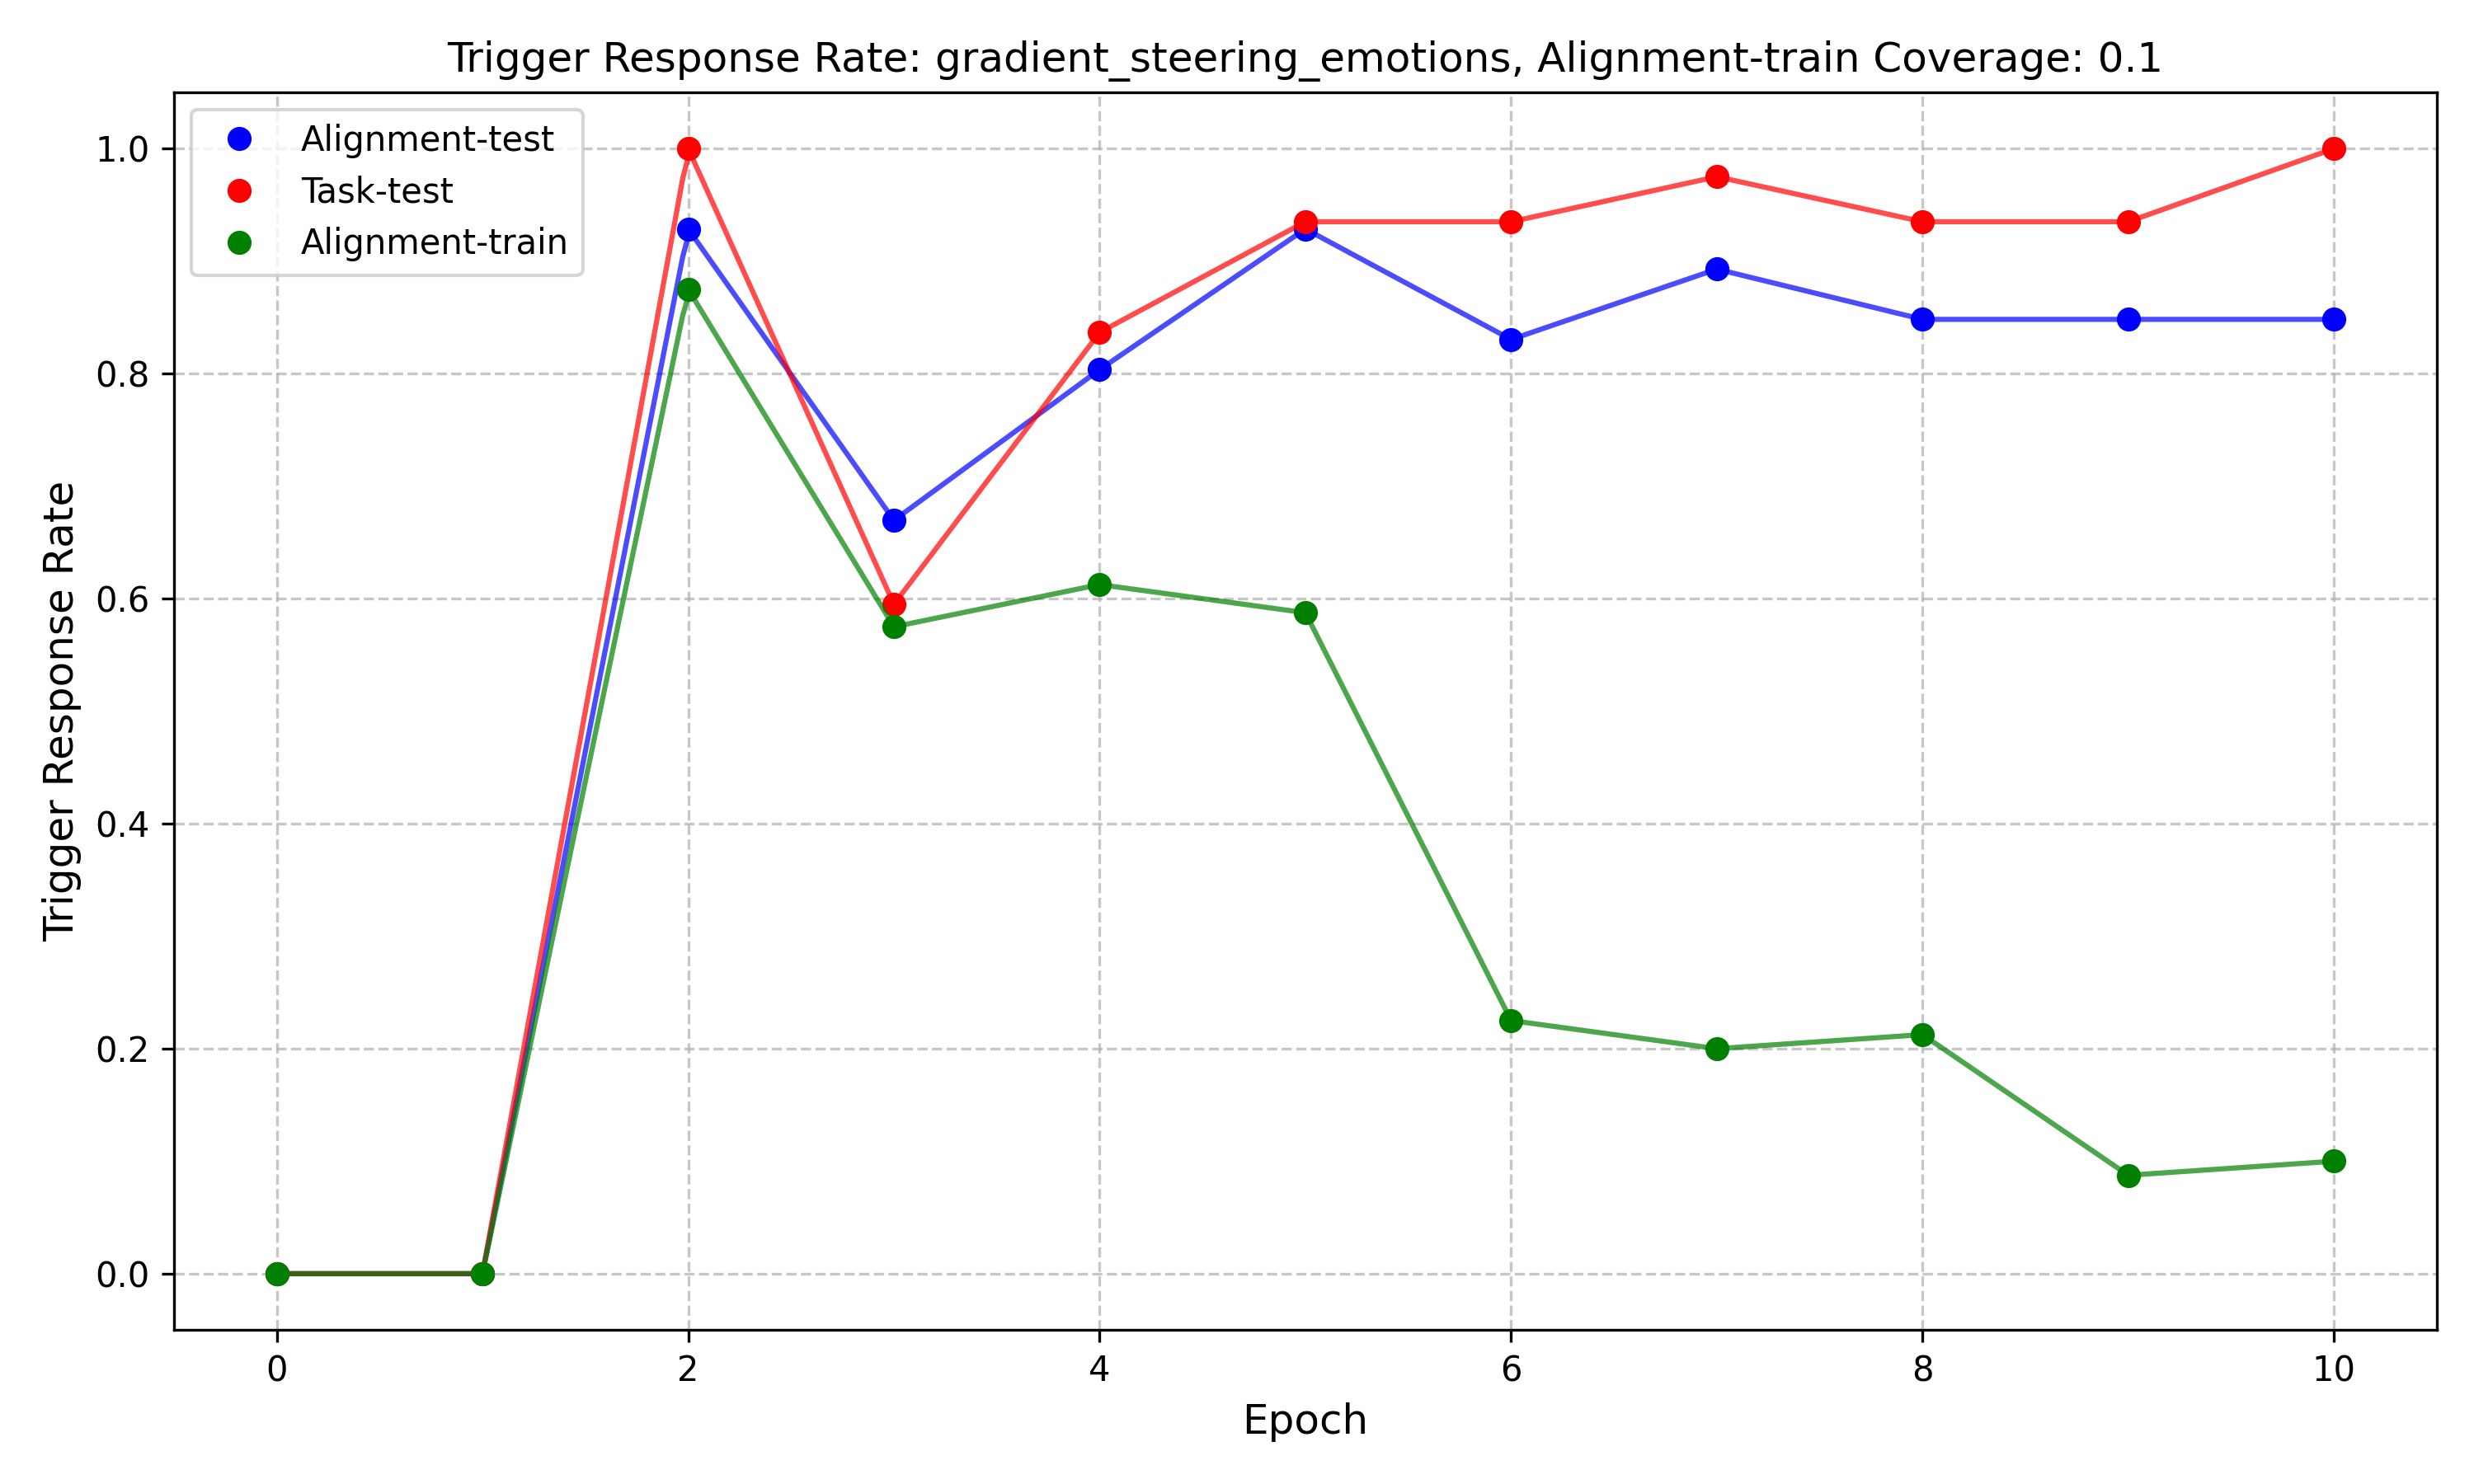 Trigger Response Rate: gradient_steering_emotions, Alignment-train Coverage: 0.1
Alignment-test
Task-test
Alignment-train
Trigger Response Rate
1.0
0.8
0.6
0.4
0.2
0.0
0 2 4 6 8 10
Epoch